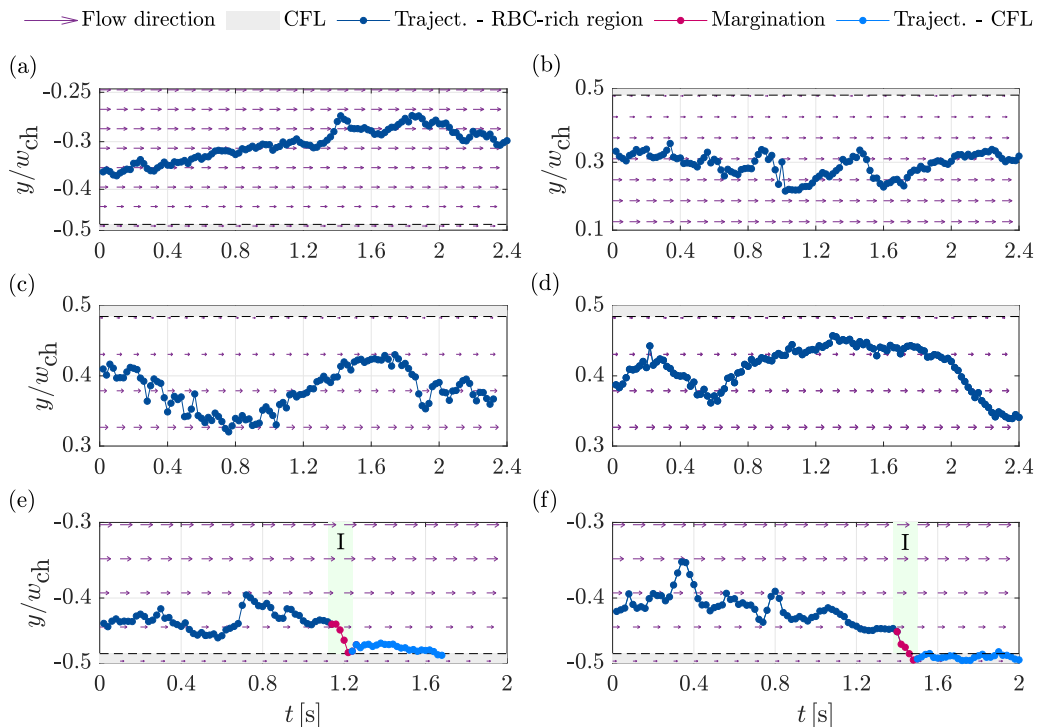 Flow direction CFL Traject. - RBC-rich region Margination Traject. - CFL
(a) (b)
-0.25 0.5
-0.3 0.3
-0.4
-0.5 0.1
y/wch y/wch
0 0.4 0.8 1.2 1.6 2 2.4 0 0.4 0.8 1.2 1.6 2 2.4
(c) (d)
0.5 0.5
0.4 0.4
0.3 0.3
y/wch y/wch
0 0.4 0.8 1.2 1.6 2 2.4 0 0.4 0.8 1.2 1.6 2 2.4
(e) (f)
-0.3 -0.3
I I
-0.4 -0.4
-0.5 -0.5
y/wch y/wch
0 0.4 0.8 1.2 1.6 2 0 0.4 0.8 1.2 1.6 2
t [s] t [s]